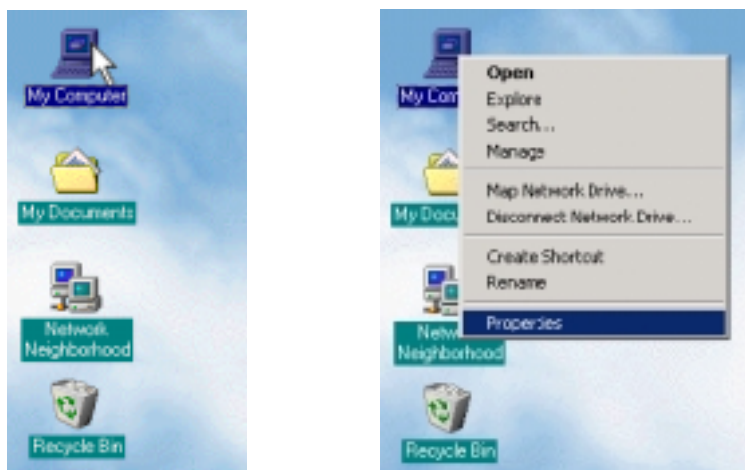 My Computer
My Documents
Network
Neighborhood
Recycle Bin
My Com
Open
Explore
Search...
Manage
Map Network Drive...
Disconnect Network Drive...
Create Shortcut
Rename
Properties
My Docu
Netw
Neighborhood
Recycle Bin